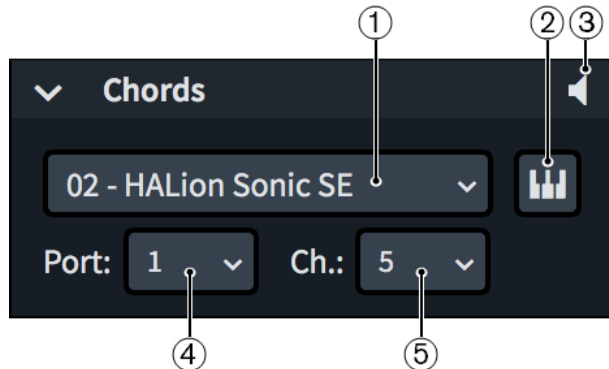 ① ② ③
Chords
02 - HALion Sonic SE
Port: 1 Ch.: 5
④ ⑤